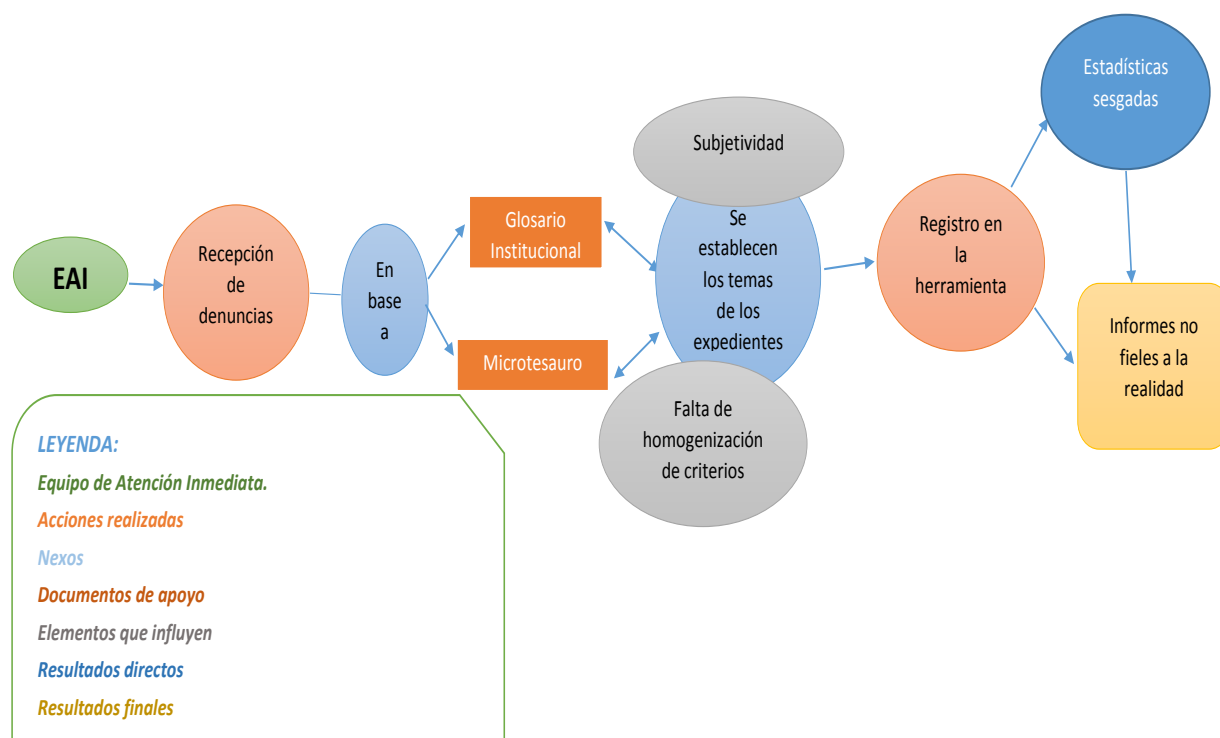 EAI
Recepción
de
denuncias
En
base
a
Glosario
Institucional
Microtesauro
Subjetividad
Se
establecen
los temas
de los
expedientes
Falta de
homogenización
de criterios
Registro en
la
herramienta
Estadísticas
sesgadas
Informes no
fieles a la
realidad
LEYENDA:
Equipo de Atención Inmediata.
Acciones realizadas
Nexos
Documentos de apoyo
Elementos que influyen
Resultados directos
Resultados finales